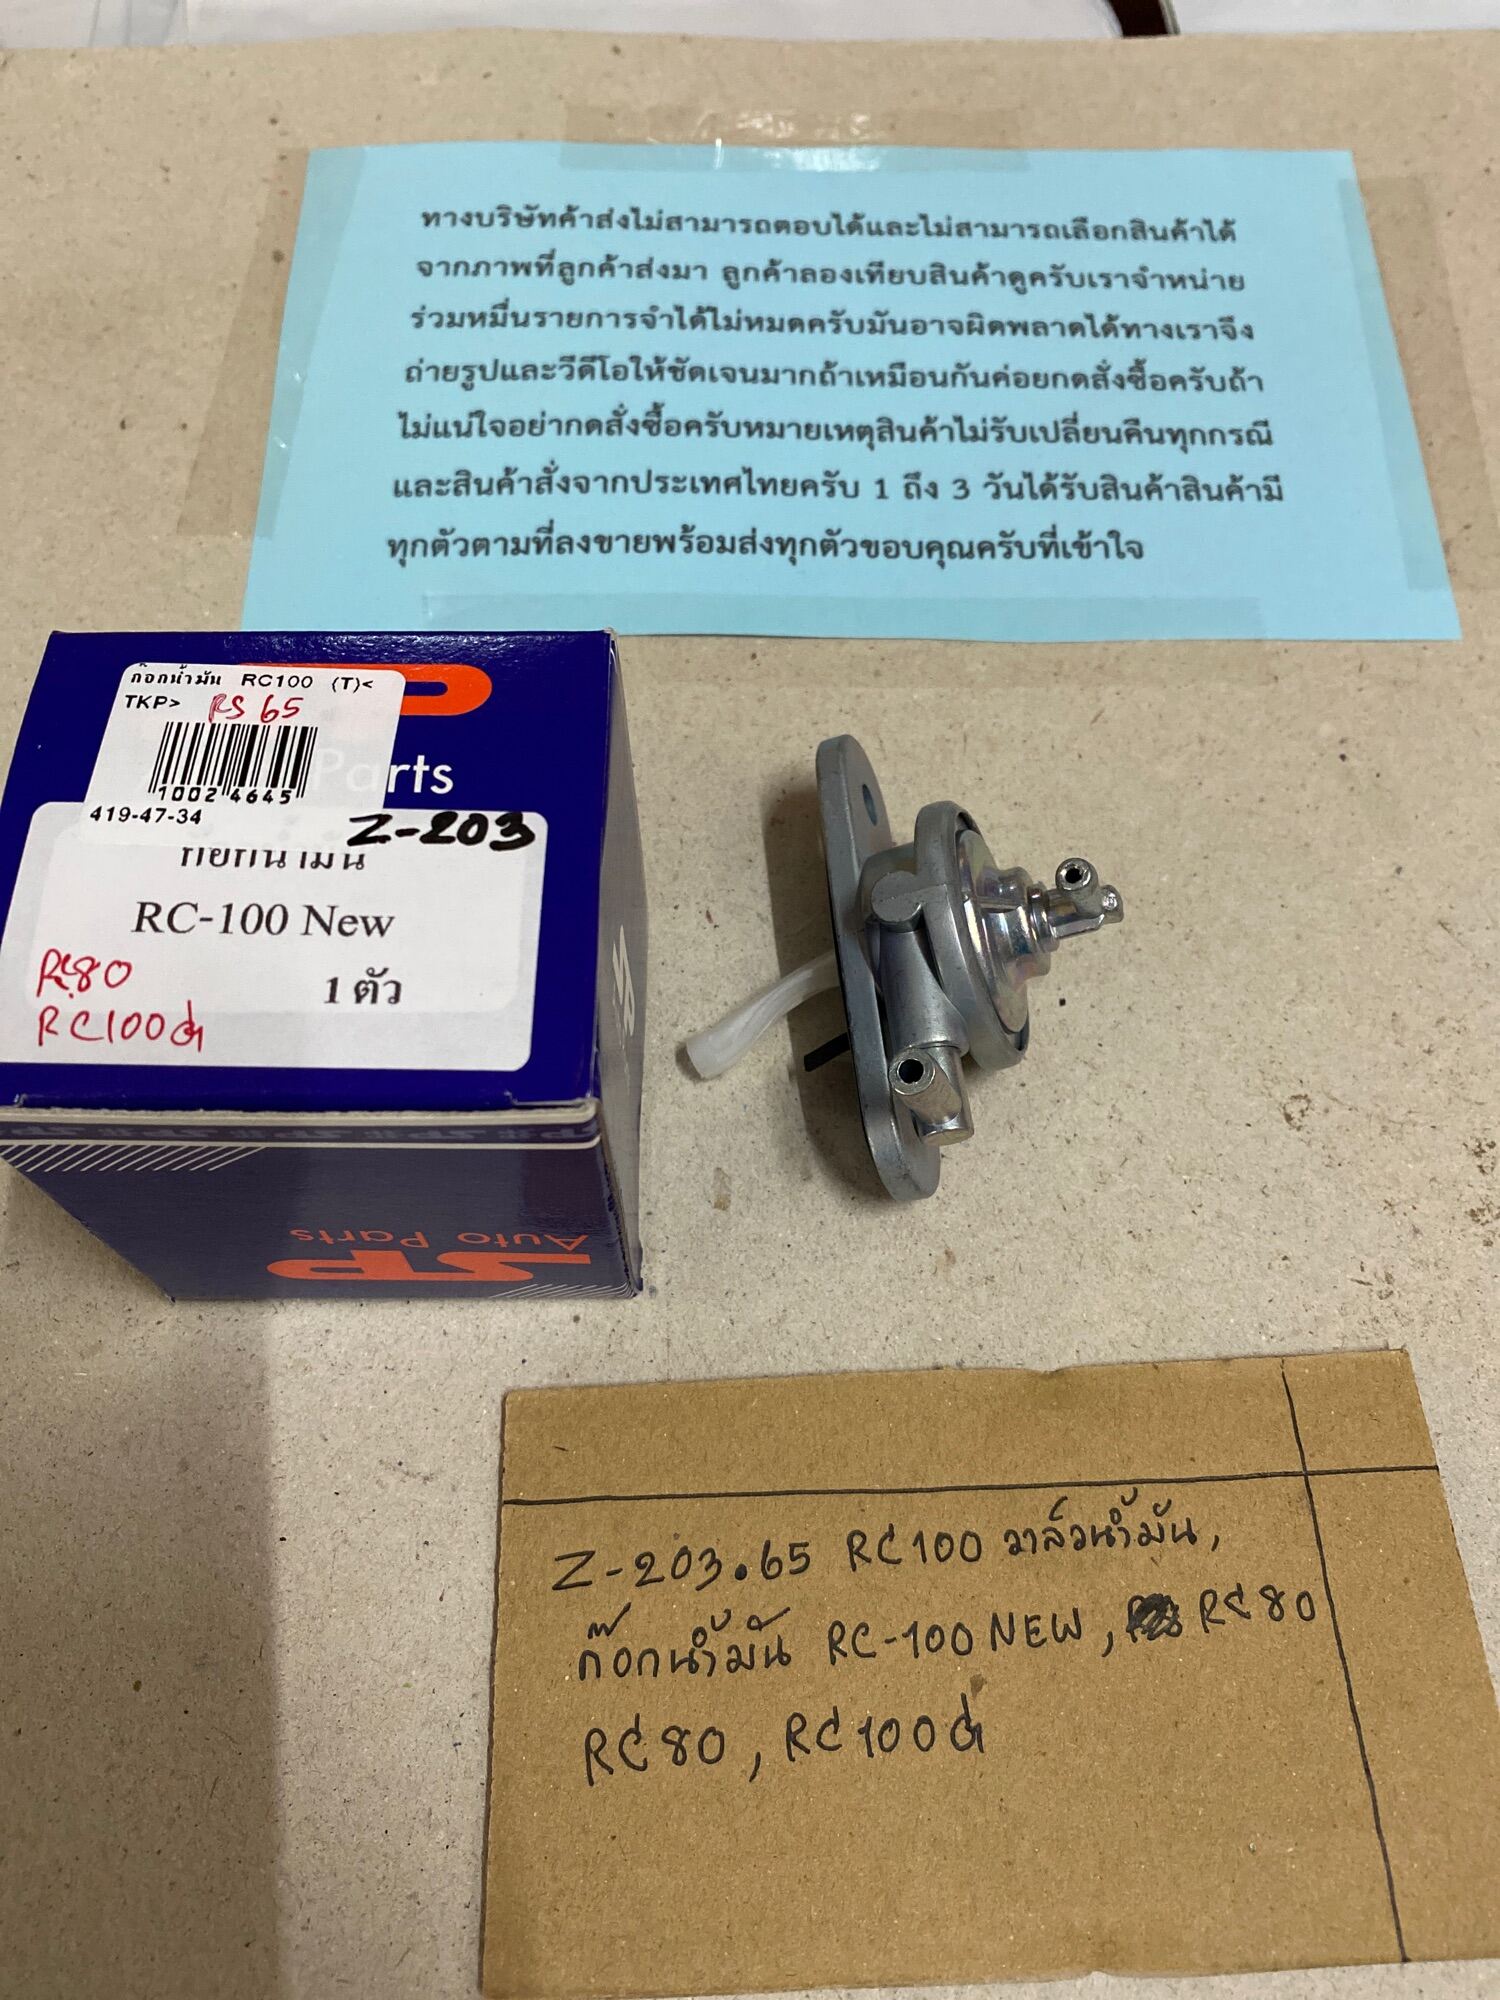 ทางบริษัทค้าส่งไม่สามารถตอบได้และไม่สามารถเลือกสินค้าได้
จากภาพที่ลูกค้าส่งมา ลูกค้าลองเทียบสินค้าดูครับเราจำหน่าย
ร่วมหมื่นรายการจำได้ไม่หมดครับมันอาจผิดพลาดได้ทางเราจึง
ถ่ายรูปและวีดีโอให้ชัดเจนมากถ้าเหมือนกันค่อยกดสั่งซื้อครับถ้า
ไม่แน่ใจอย่ากดสั่งซื้อครับหมายเหตุสินค้าไม่รับเปลี่ยนคืนทุกกรณี
และสินค้าสั่งจากประเทศไทยครับ 1 ถึง 3 วันได้รับสินค้าสินค้ามี
ทุกตัวตามที่ลงขายพร้อมส่งทุกตัวขอบคุณครับที่เข้าใจ
ก๊อกน้ำมัน RC100 (T)<
TKP> RS 65
Parts
10024645
419-47-34
Z-203
ก๊อกน้ำมัน
RC-100 New
RC80
1 ตัว
RC100ต่
SP
Auto Parts
SP
Z-203.65 RC100 วาล์วน้ำมัน,
ก๊อกน้ำมัน RC-100 NEW, RC80
RC80, RC100ต่